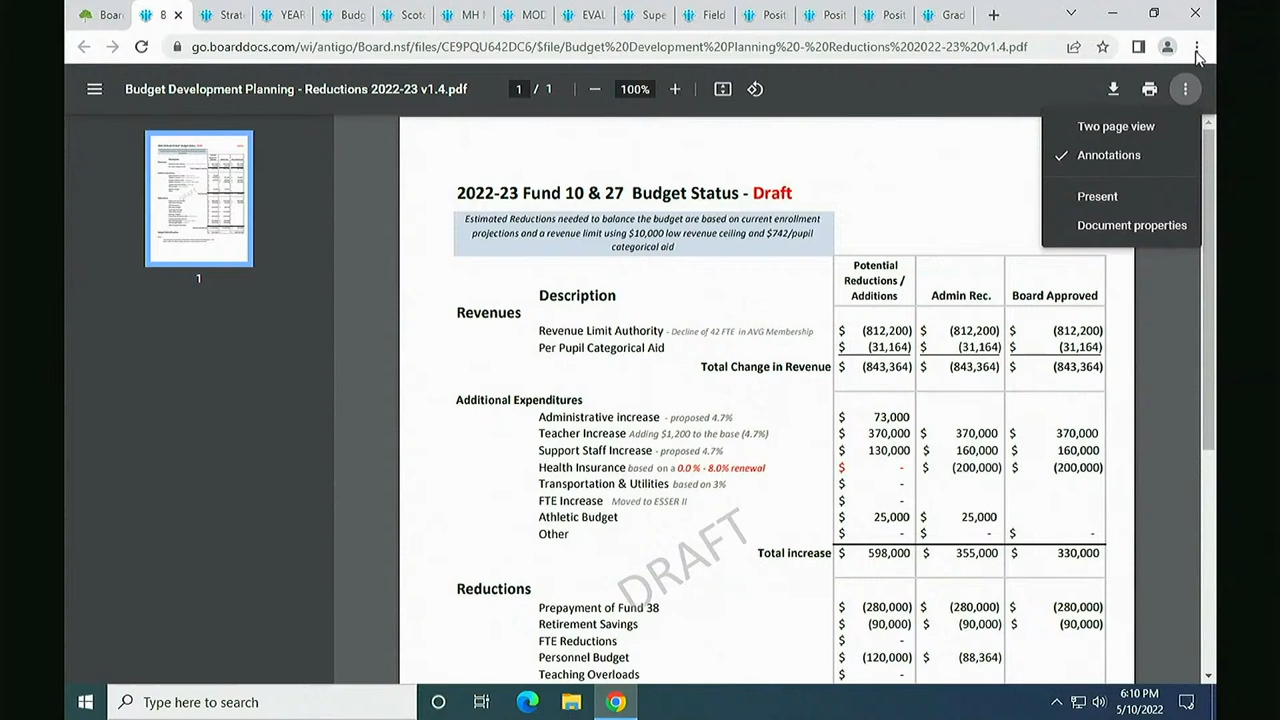 Boar
B
Strat
YEAR
Budg
Scot
MH
MOD
EVAL
Supe
Field
Posit
Posit
Posit
Grad
go.boarddocs.com/wi/antigo/Board.nsf/files/CE9PQU642DC6/$file/Budget%20Development%20Planning%20-%20Reductions%202022-23%20v1.4.pdf
Budget Development Planning - Reductions 2022-23 v1.4.pdf
1 / 1
100%
Two page view
Annotations
Present
Document properties
1
2022-23 Fund 10 & 27 Budget Status - Draft
Estimated Reductions needed to balance the budget are based on current enrollment
projections and a revenue limit using $10,000 low revenue ceiling and $742/pupil
categorical aid
Description
Potential
Reductions /
Additions
Admin Rec.
Board Approved
Revenues
Revenue Limit Authority - Decline of 42 FTE in AVG Membership $ (812,200) $ (812,200) $ (812,200)
Per Pupil Categorical Aid $ (31,164) $ (31,164) $ (31,164)
Total Change in Revenue $ (843,364) $ (843,364) $ (843,364)
Additional Expenditures
Administrative increase - proposed 4.7% $ 73,000
Teacher Increase Adding $1,200 to the base (4.7%) $ 370,000 370,000 $ 370,000
Support Staff Increase - proposed 4.7% $ 130,000 $ 160,000 $ 160,000
Health Insurance based on a 0.0 % - 8.0% renewal $ - $ (200,000) $ (200,000)
Transportation & Utilities based on 3% $ -
FTE Increase Moved to ESSER II $ -
Athletic Budget $ 25,000 $ 25,000
Other $ - $ - $ -
Total increase $ 598,000 $ 355,000 $ 330,000
DRAFT
Reductions
Prepayment of Fund 38 $ (280,000) $ (280,000) $ (280,000)
Retirement Savings $ (90,000) $ (90,000) $ (90,000)
FTE Reductions $ -
Personnel Budget $ (120,000) $ (88,364)
Teaching Overloads $ -
Type here to search
6:10 PM
5/10/2022